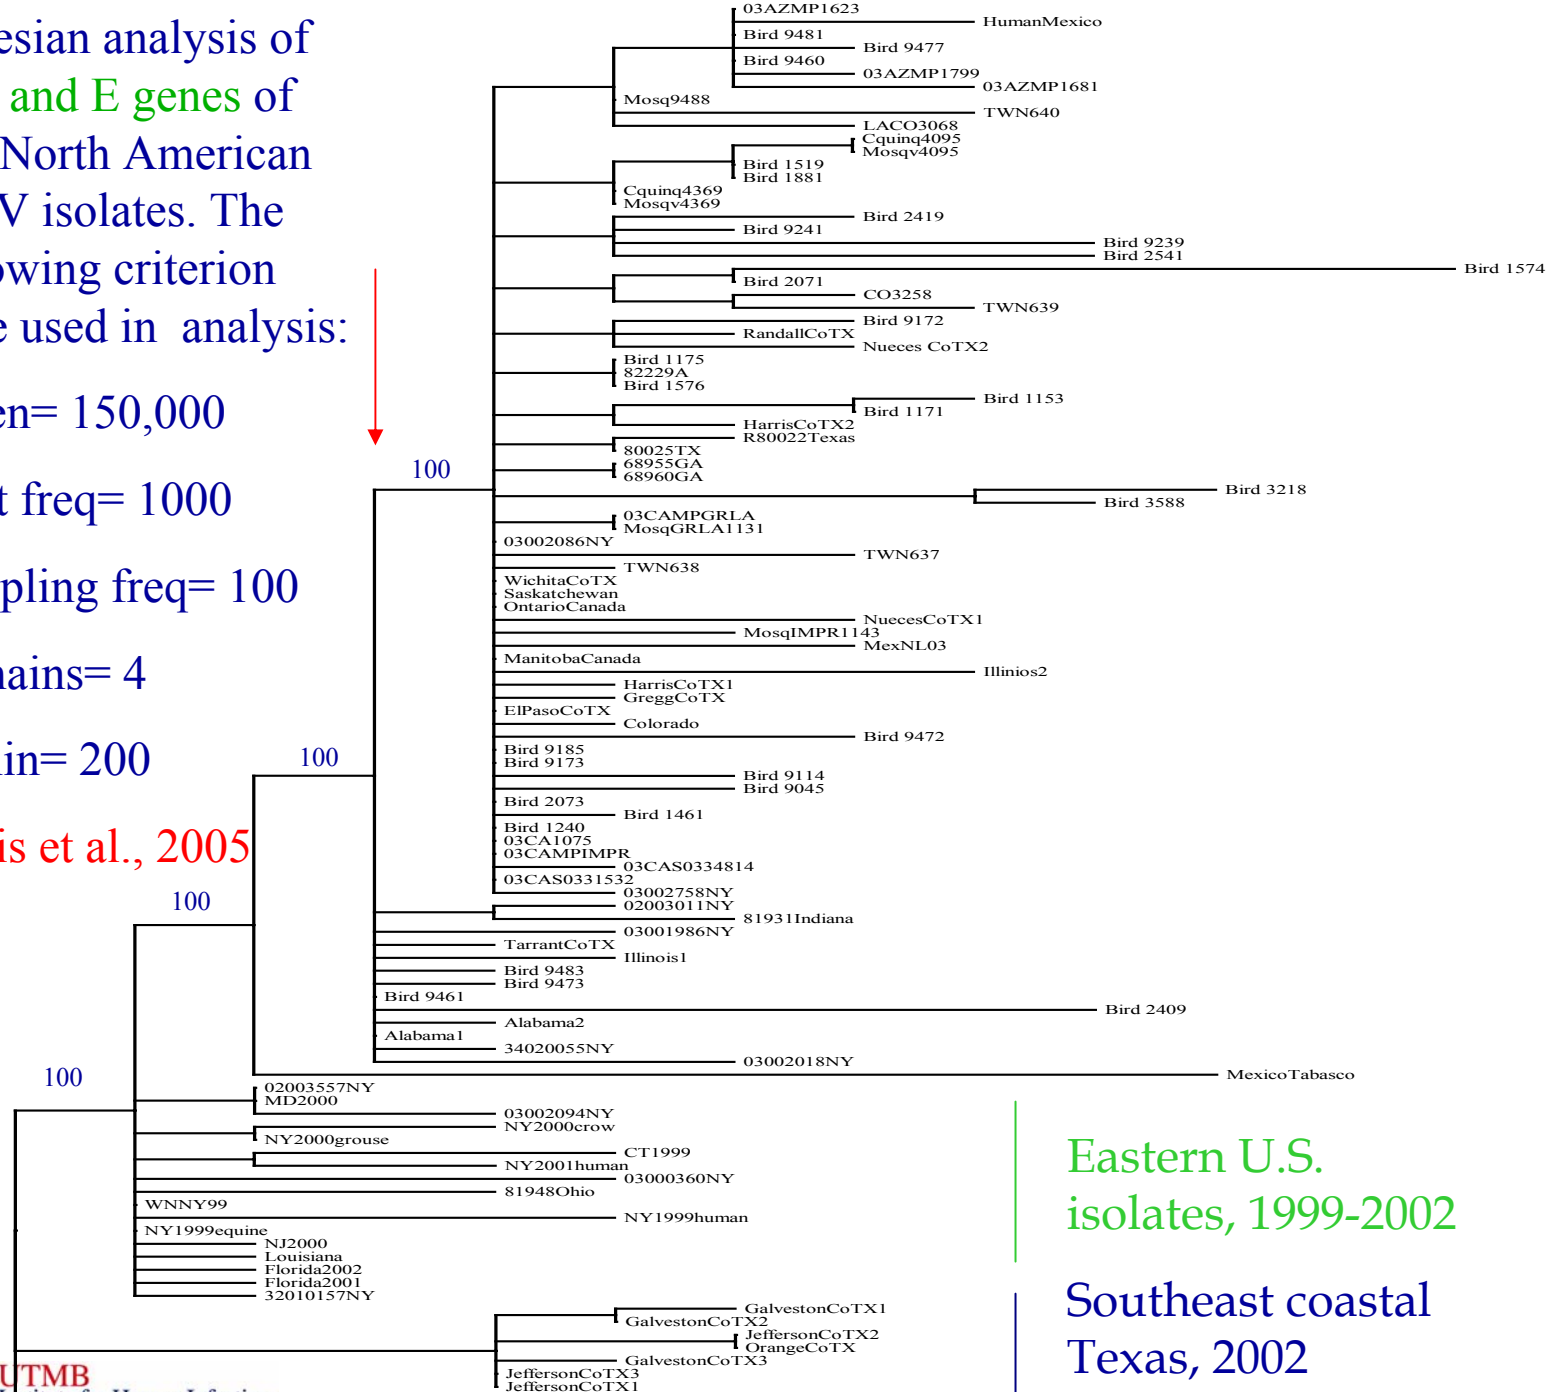 esian analysis of
and E genes of
North American
V isolates. The
owing criterion
e used in analysis:
en= 150,000
t freq= 1000
pling freq= 100
hains= 4
in= 200
is et al., 2005
100
100
100
100
03AZMP1623
HumanMexico
Bird 9481
Bird 9477
Bird 9460
03AZMP1799
03AZMP1681
Mosq9488
TWN640
LACO3068
Cquinq4095
Mosqv4095
Bird 1519
Bird 1881
Cquinq4369
Mosqv4369
Bird 2419
Bird 9241
Bird 9239
Bird 2541
Bird 1574
Bird 2071
CO3258
TWN639
Bird 9172
RandallCoTX
Nueces CoTX2
Bird 1175
82229A
Bird 1576
Bird 1153
Bird 1171
HarrisCoTX2
R80022Texas
80025TX
68955GA
68960GA
Bird 3218
Bird 3588
03CAMPGRLA
MosqGRLA1131
03002086NY
TWN637
TWN638
WichitaCoTX
Saskatchewan
OntarioCanada
NuecesCoTX1
MosqIMPR1143
MexNL03
ManitobaCanada
Illinios2
HarrisCoTX1
GreggCoTX
ElPasoCoTX
Colorado
Bird 9472
Bird 9185
Bird 9173
Bird 9114
Bird 9045
Bird 2073
Bird 1461
Bird 1240
03CA1075
03CAMPIMPR
03CAS0334814
03CAS0331532
03002758NY
02003011NY
81931Indiana
03001986NY
TarrantCoTX
Illinois1
Bird 9483
Bird 9473
Bird 9461
Bird 2409
Alabama2
Alabama1
34020055NY
03002018NY
MexicoTabasco
02003557NY
MD2000
03002094NY
NY2000crow
NY2000grouse
CT1999
NY2001human
03000360NY
81948Ohio
WNNY99
NY1999human
NY1999equine
NJ2000
Louisiana
Florida2002
Florida2001
32010157NY
GalvestonCoTX1
GalvestonCoTX2
JeffersonCoTX2
OrangeCoTX
GalvestonCoTX3
JeffersonCoTX3
JeffersonCoTX1
Eastern U.S.
isolates, 1999-2002
Southeast coastal
Texas, 2002
UTMB